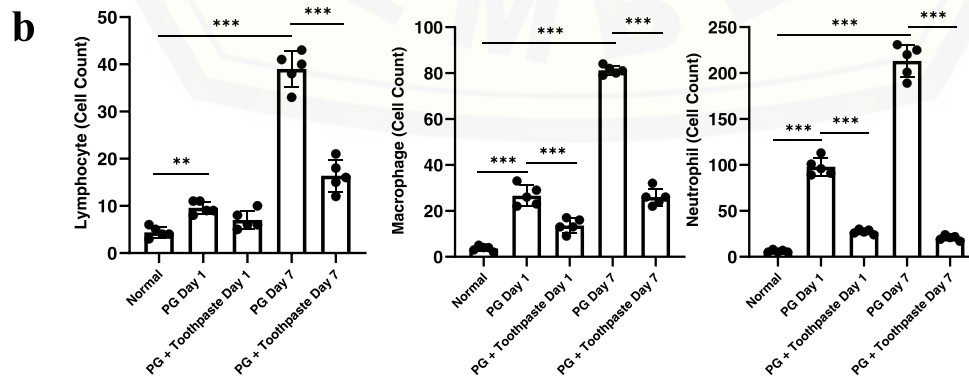 b
Lymphocyte (Cell Count)
50
40
30
20
10
0
**
***
***
Normal
PG Day 1
PG + Toothpaste Day 1
PG Day 7
PG + Toothpaste Day 7
Macrophage (Cell Count)
100
80
60
40
20
0
***
***
***
***
Normal
PG Day 1
PG + Toothpaste Day 1
PG Day 7
PG + Toothpaste Day 7
Neutrophil (Cell Count)
250
200
150
100
50
0
***
***
***
***
Normal
PG Day 1
PG + Toothpaste Day 1
PG Day 7
PG + Toothpaste Day 7